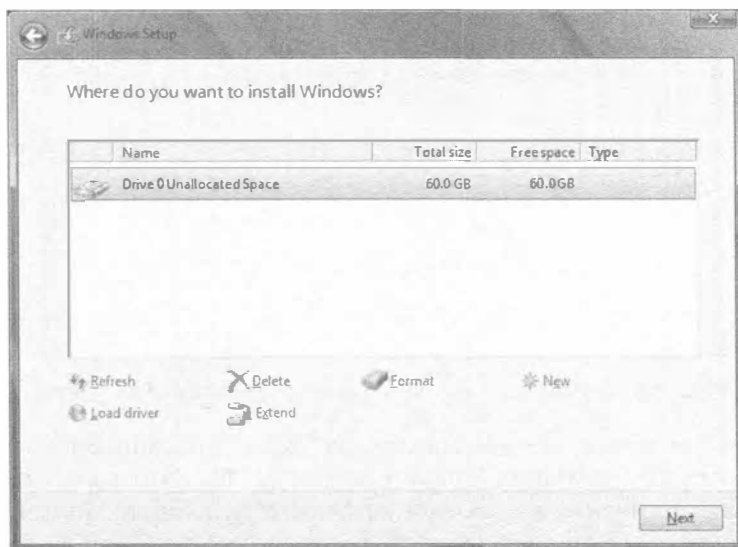 Windows Setup
Where do you want to install Windows?
Name Total size Free space Type
Drive 0 Unallocated Space 60.0 GB 60.0 GB
Refresh Delete Format New
Load driver Extend
Next